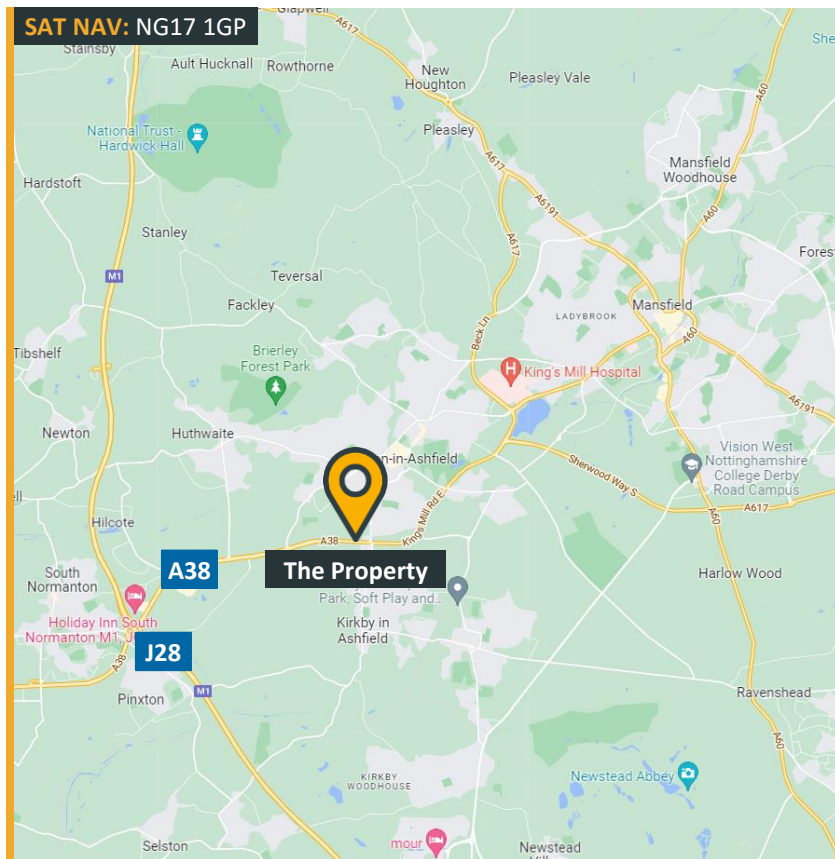 SAT NAV: NG17 1GP
Glapwell
Stainsby
Ault Hucknall
Rowthorne
New
Houghton
Pleasley Vale
She
A60
National Trust -
Hardwick Hall
Pleasley
A617
Mansfield
Woodhouse
Hardstoft
A6191
A60
Stanley
A617
Fores
M1
Teversal
Fackley
LADYBROOK
Mansfield
Beck Ln
A60
Tibshelf
Brierley
Forest Park
King's Mill Hospital
A6191
Newton
Huthwaite
n-in-Ashfield
Vision West
Nottinghamshire
College Derby
Road Campus
Sherwood Way S
ell
A617
Hilcote
A38
Kings Mill Rd E
A38
The Property
South
Normanton
Harlow Wood
Park, Soft Play and...
Holiday Inn South
Normanton M1, J
Kirkby in
Ashfield
J28
A38
M1
Pinxton
Ravenshead
A60
KIRKBY
WOODHOUSE
Newstead Abbey
mour
Selston
Newstead